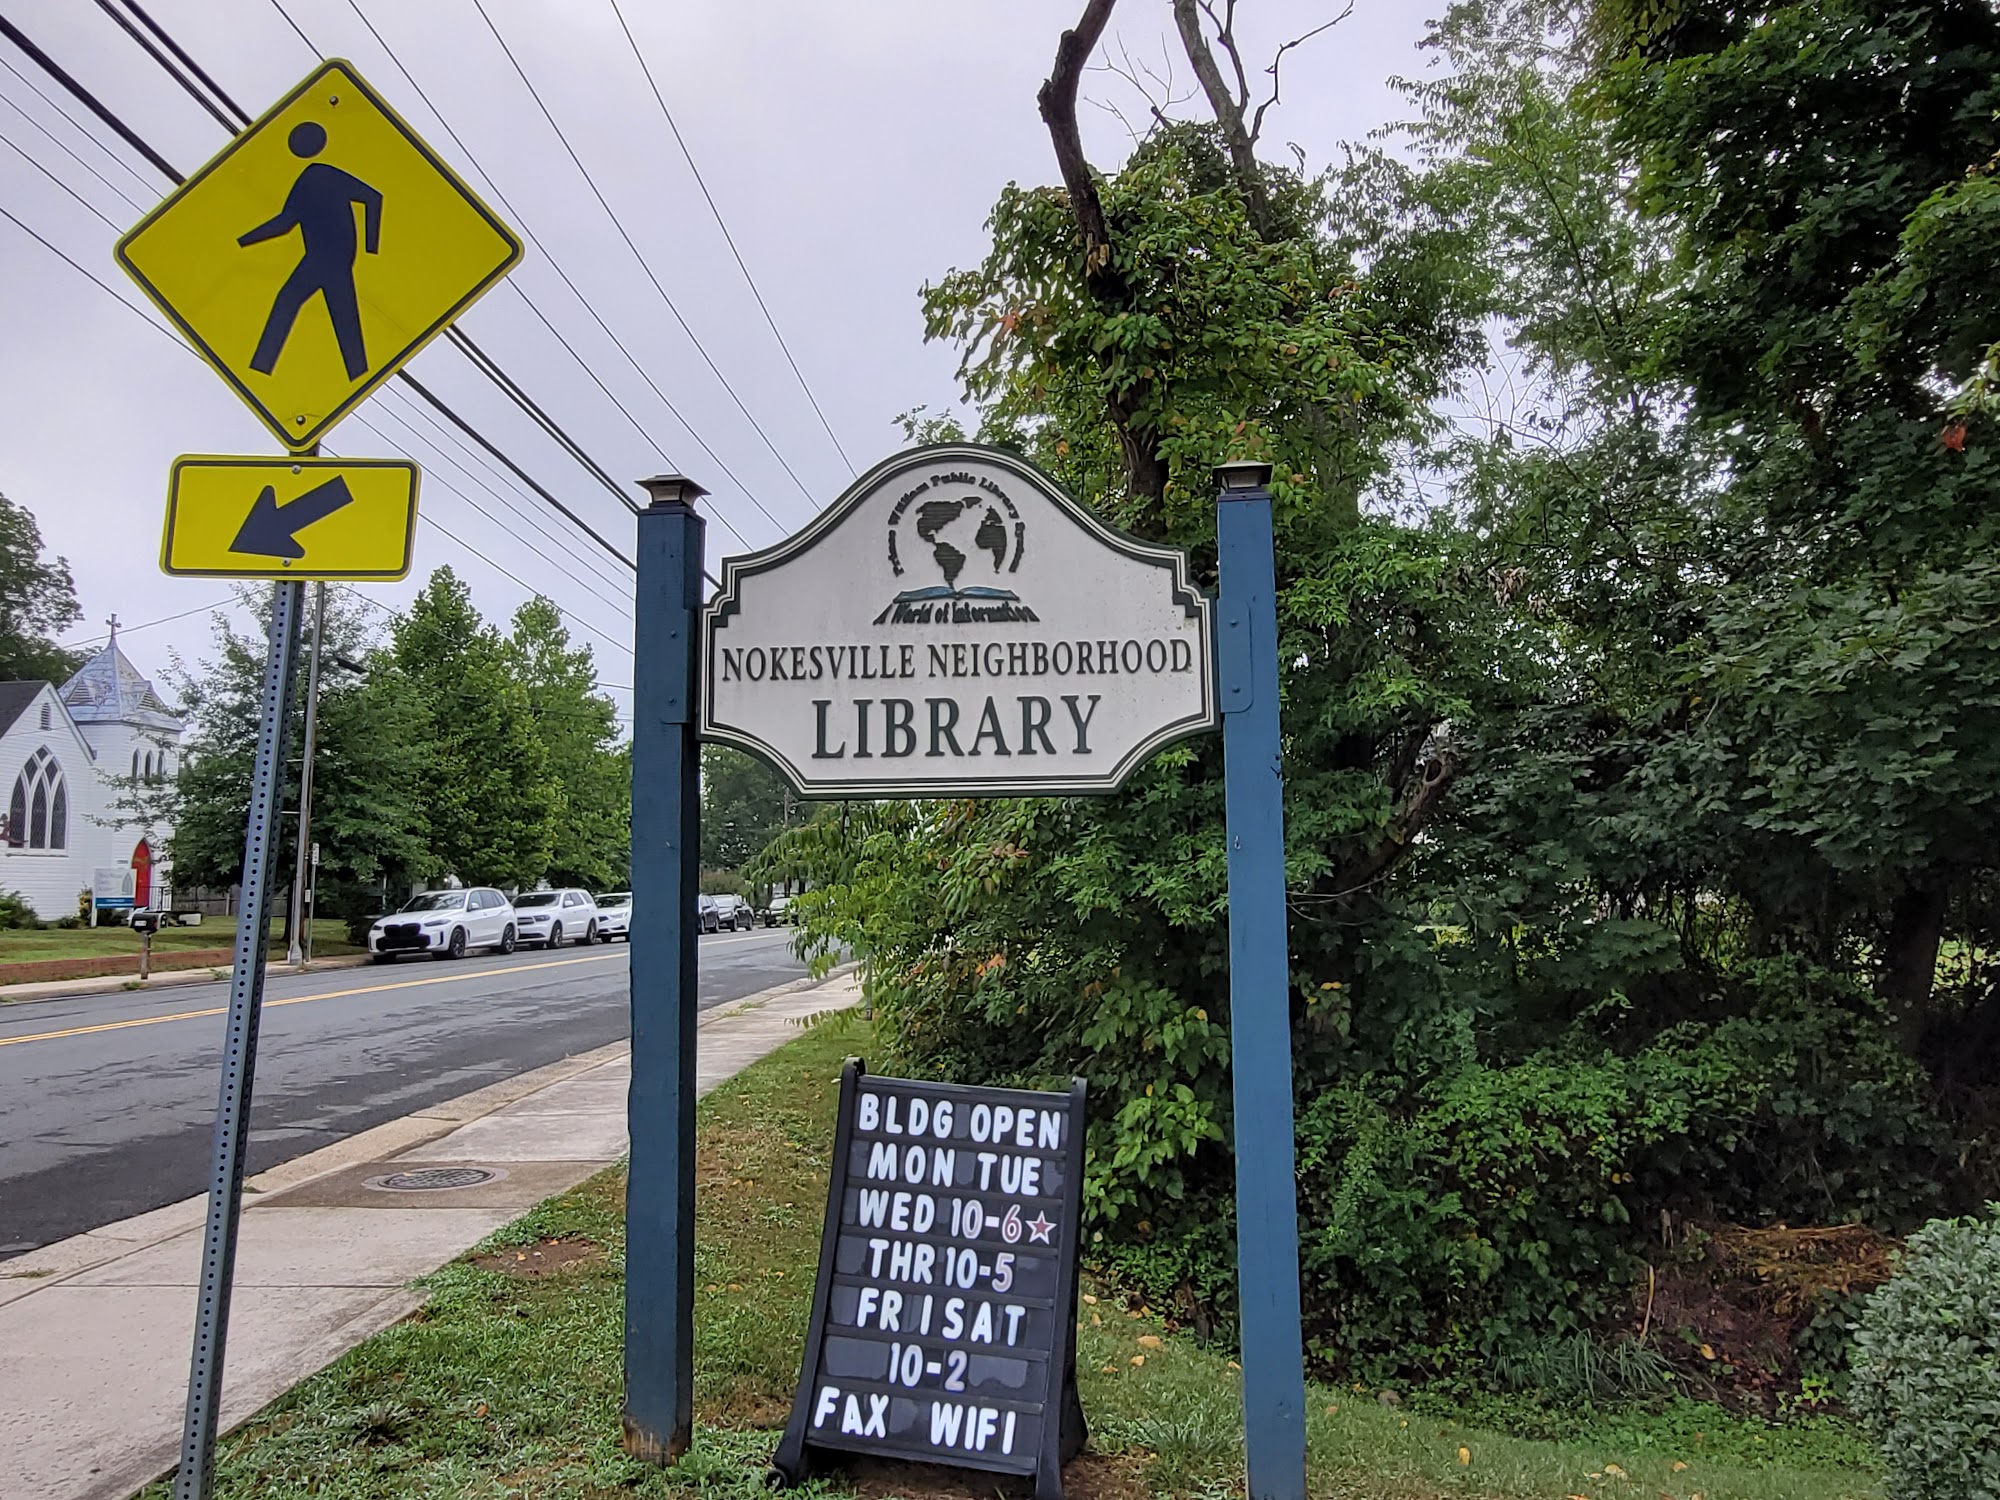 Prince William Public Library System
A World of Information
NOKESVILLE NEIGHBORHOOD
LIBRARY
BLDG OPEN
MON TUE
WED 10-6★
THR 10-5
FRI SAT
10-2
FAX WIFI